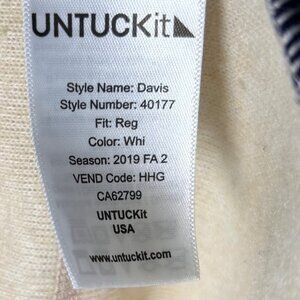 UNTUCKit
Style Name: Davis
Style Number: 40177
Fit: Reg
Color: Whi
Season: 2019 FA 2
VEND Code: HHG
CA62799
UNTUCKit
USA
www.untuckit.com